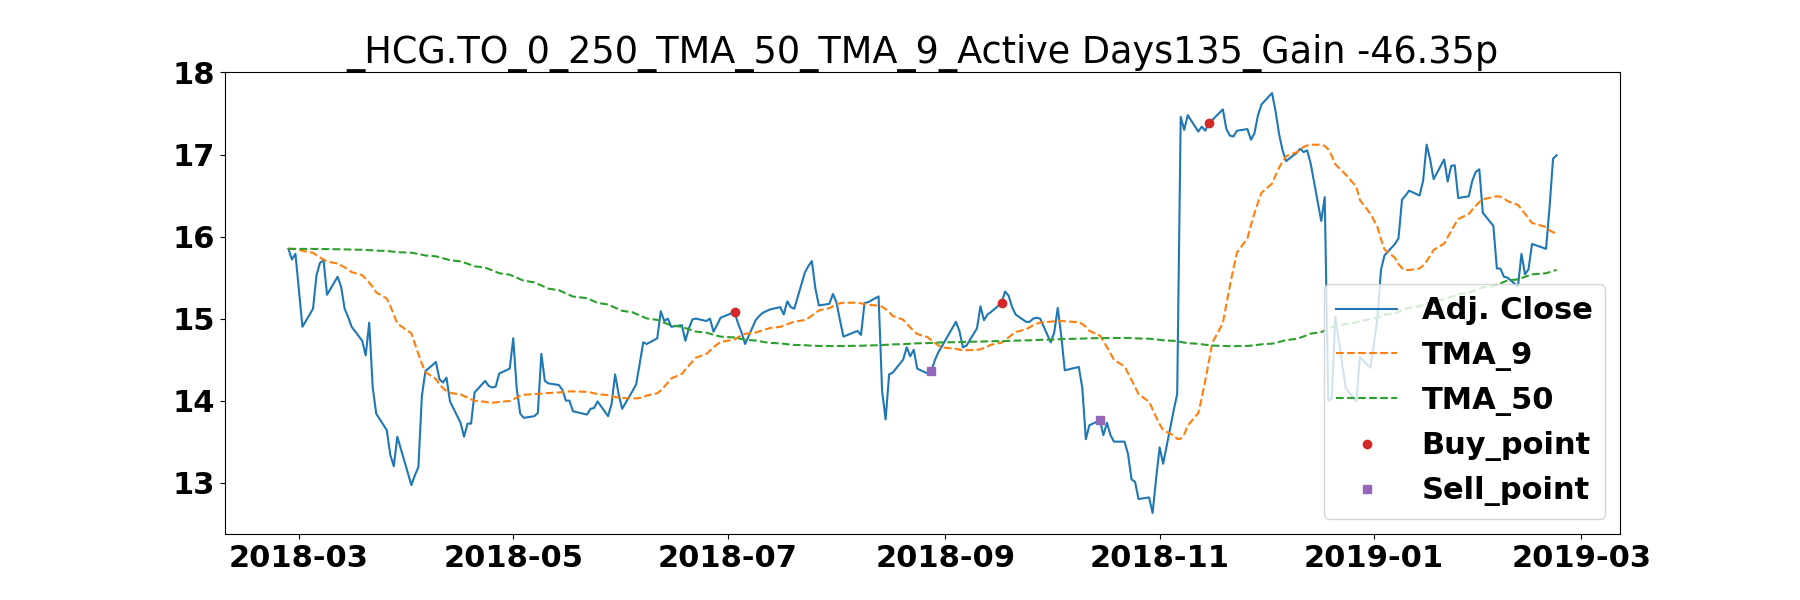 _HCG.TO_0_250_TMA_50_TMA_9_Active Days135_Gain -46.35p
18
17
16
15
14
13
2018-03 2018-05 2018-07 2018-09 2018-11 2019-01 2019-03
Adj. Close
TMA_9
TMA_50
Buy_point
Sell_point